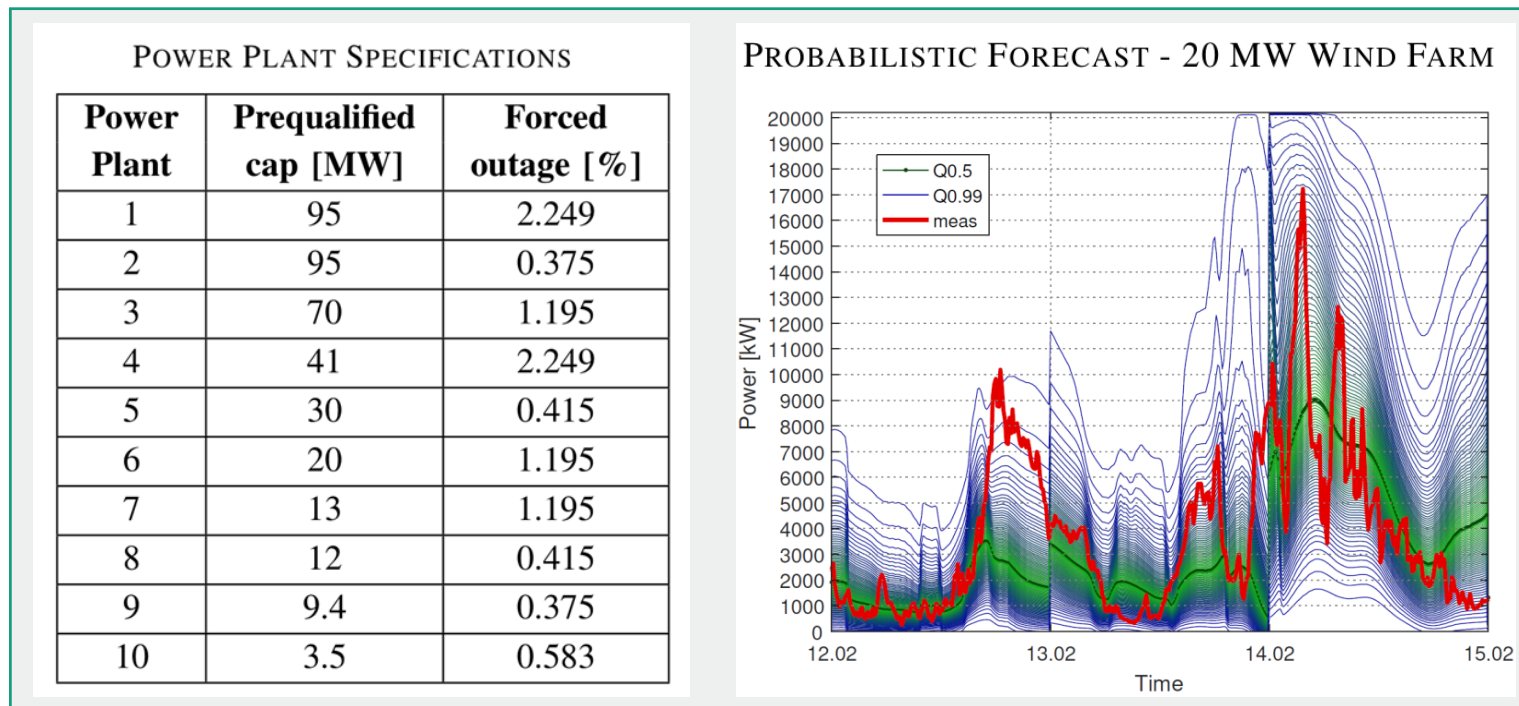 POWER PLANT SPECIFICATIONS
Power Plant Prequalified cap [MW] Forced outage [%]
1 95 2.249
2 95 0.375
3 70 1.195
4 41 2.249
5 30 0.415
6 20 1.195
7 13 1.195
8 12 0.415
9 9.4 0.375
10 3.5 0.583
PROBABILISTIC FORECAST - 20 MW WIND FARM
20000
19000
18000
17000
16000
15000
14000
13000
12000
11000
10000
9000
8000
7000
6000
5000
4000
3000
2000
1000
0
Power [kW]
Q0.5
Q0.99
meas
12.02 13.02 14.02 15.02
Time